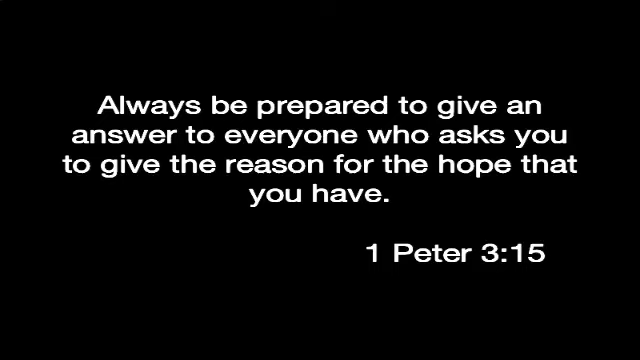 Always be prepared to give an
answer to everyone who asks you
to give the reason for the hope that
you have.
1 Peter 3:15